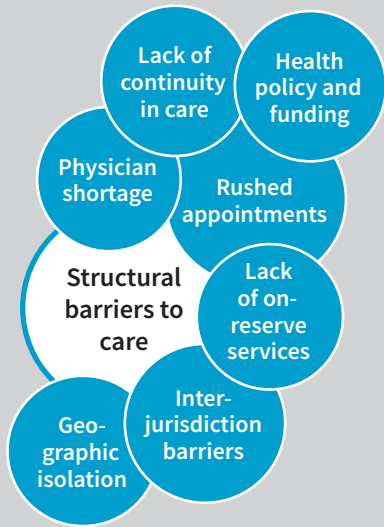 Lack of
continuity
in care
Health
policy and
funding
Physician
shortage
Rushed
appointments
Structural
barriers to
care
Lack
of on-
reserve
services
Inter-
jurisdiction
barriers
Geo-
graphic
isolation